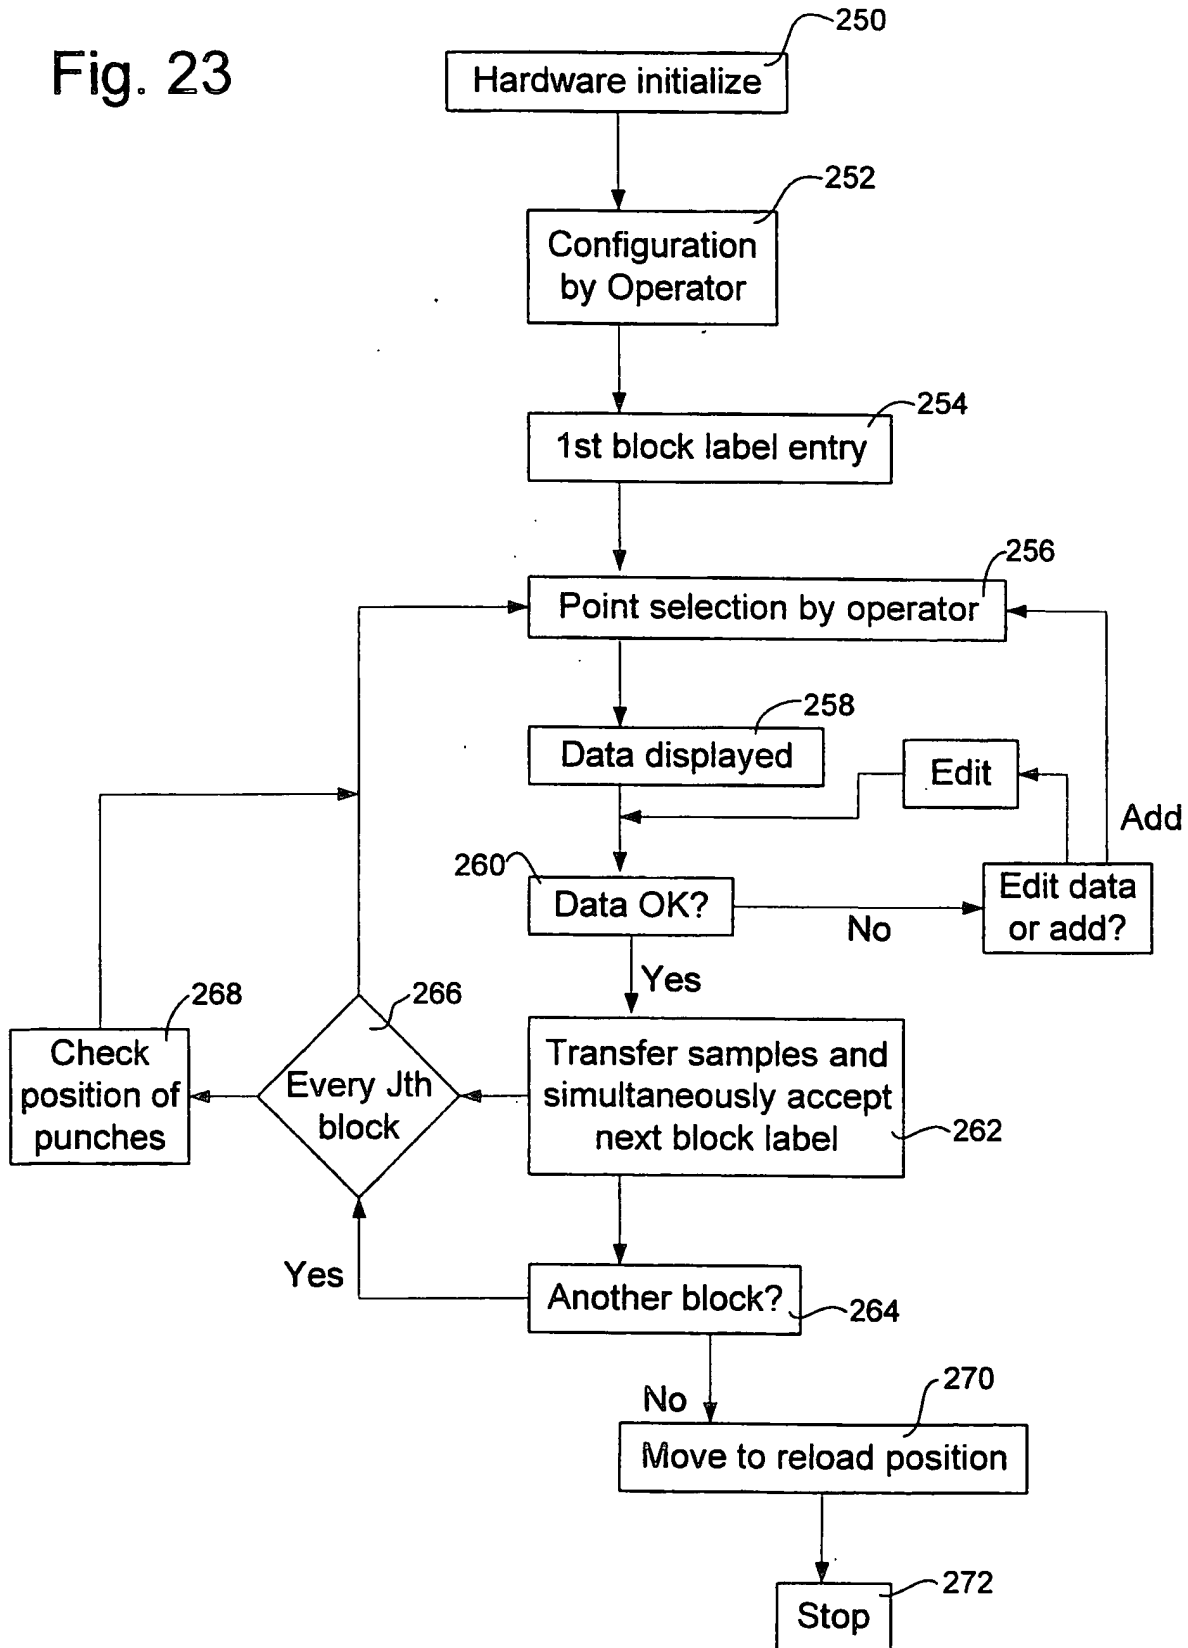 Fig. 23
250
Hardware initialize
252
Configuration
by Operator
254
1st block label entry
256
Point selection by operator
258
Data displayed
Edit
Add
260
Data OK?
No
Edit data
or add?
Yes
268
266
Check
position of
punches
Every Jth
block
Transfer samples and
simultaneously accept
next block label
262
Yes
Another block?
264
No
270
Move to reload position
272
Stop